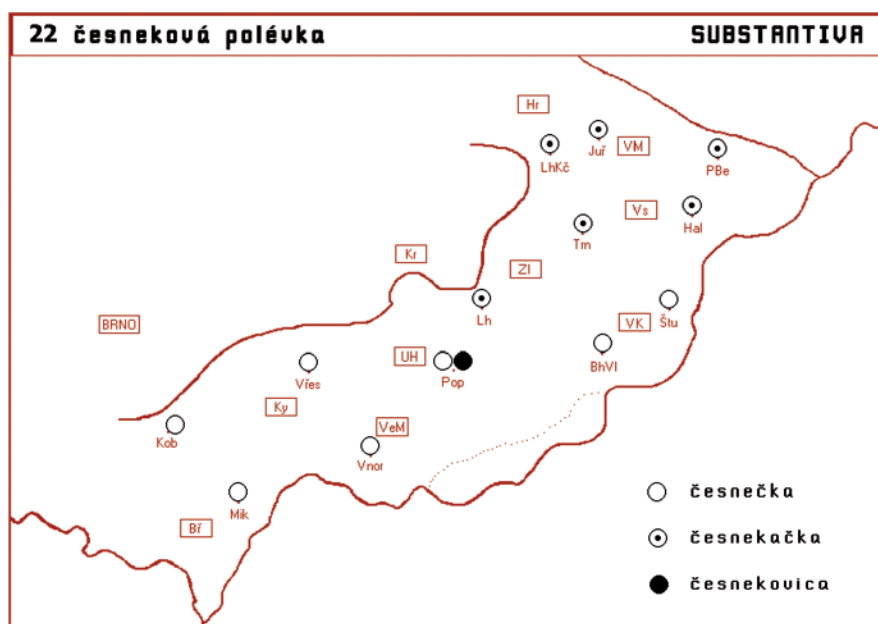 22 česneková polévka SUBSTANTIVA
Hr
Juř
VM
LhKč
PBe
Vs
Hal
Trn
Kr
Zl
BRNO
Lh
VK
Štu
UH
BhVl
Vřes
Pop
Ky
VeM
Kob
Vnor
Mik
Bř
česnečka
česnekačka
česnekovica